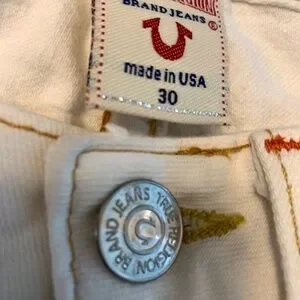 BRAND JEANS ®
made in USA
30
TRUE RELIGION BRAND JEANS